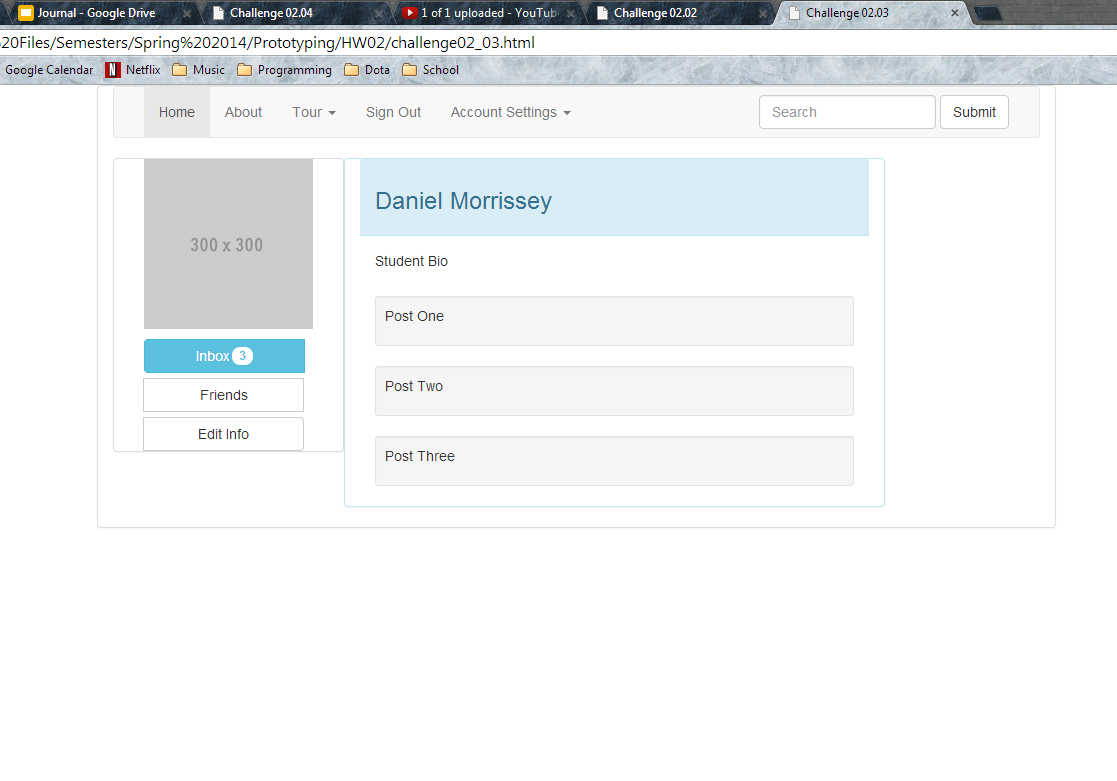 Journal - Google Drive Challenge 02.04 1 of 1 uploaded - YouTub Challenge 02.02 Challenge 02.03
20Files/Semesters/Spring%202014/Prototyping/HW02/challenge02_03.html
Google Calendar N Netflix Music Programming Dota School
Home About Tour Sign Out Account Settings Search Submit
300 x 300
Inbox 3
Friends
Edit Info
Daniel Morrissey
Student Bio
Post One
Post Two
Post Three